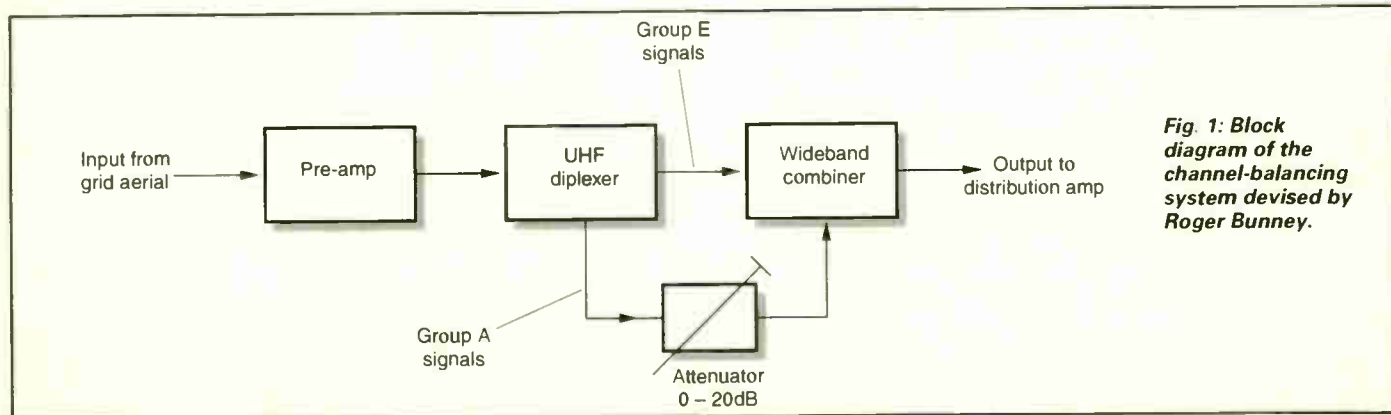 Group E
signals
Input from
grid aerial
Pre-amp
UHF
diplexer
Wideband
combiner
Output to
distribution amp
Group A
signals
Attenuator
0 – 20dB
Fig. 1: Block
diagram of the
channel-balancing
system devised by
Roger Bunney.